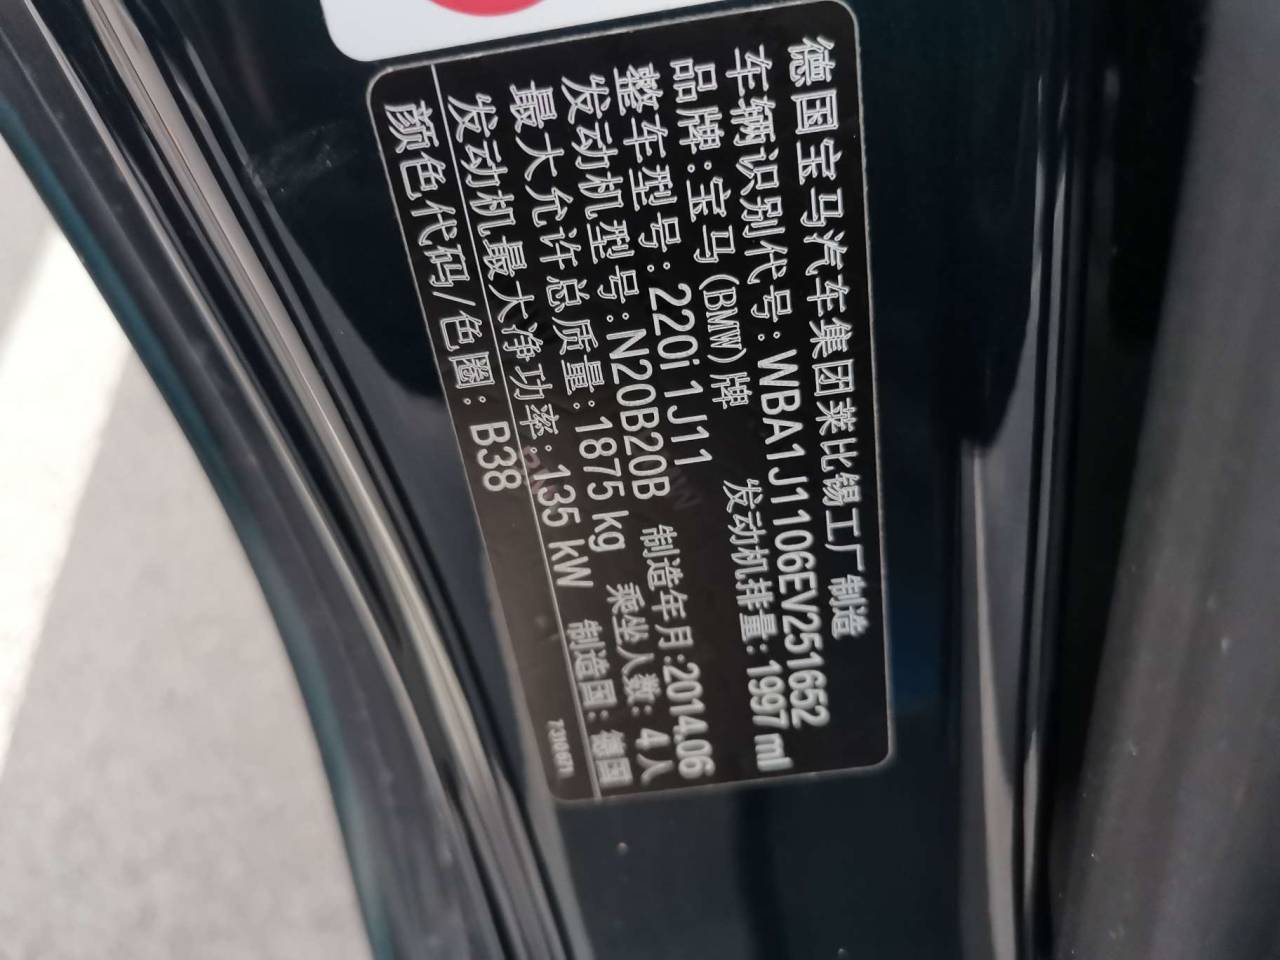 德国宝马汽车集团莱比锡工厂制造
车辆识别代号:WBA1J1106EV251652
品牌:宝马(BMW)牌 发动机排量:1997ml
整车型号:220i 1J11
发动机型号:N20B20B 制造年月:2014.06
最大允许总质量:1875 kg 乘坐人数:4人
发动机最大净功率:135 kW 制造国:德国
颜色代码/色圈:B38